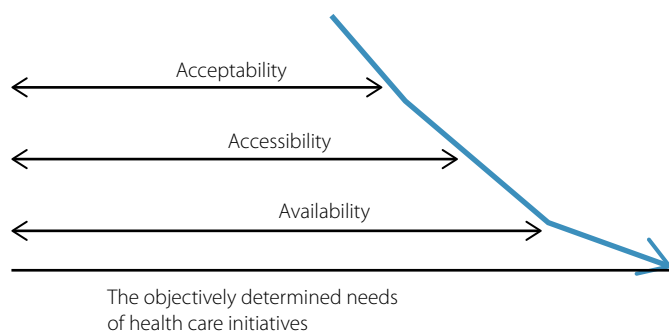 Acceptability
Accessibility
Availability
The objectively determined needs
of health care initiatives